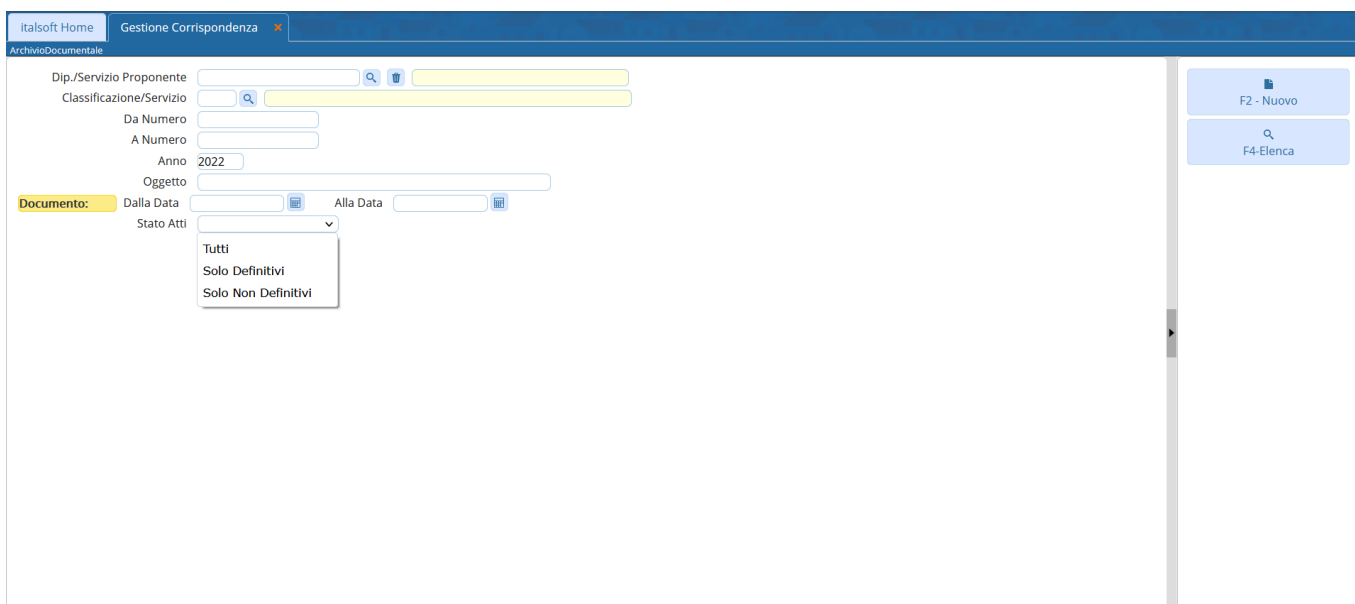 italsoft Home Gestione Corrispondenza ×
ArchivioDocumentale
Dip./Servizio Proponente
Classificazione/Servizio
Da Numero
A Numero
Anno 2022
Oggetto
Documento: Dalla Data Alla Data
Stato Atti
Tutti
Solo Definitivi
Solo Non Definitivi
F2 - Nuovo
F4-Elenca